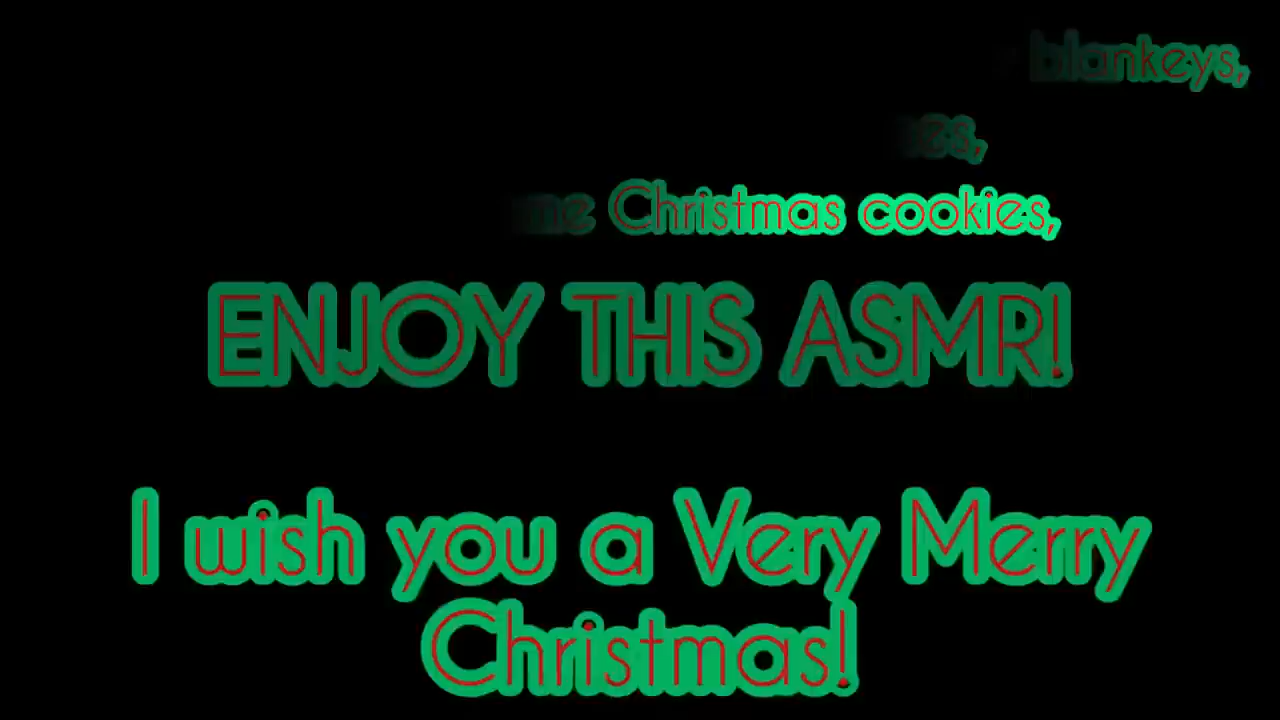 blankeys,
Christmas cookies,
ENJOY THIS ASMR!
I wish you a Very Merry
Christmas!